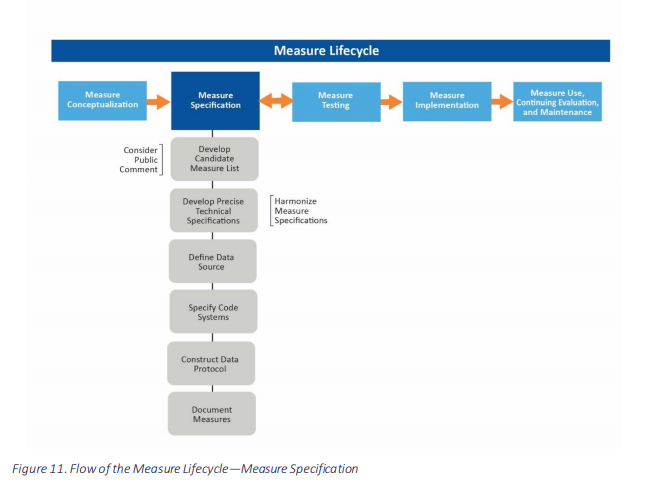 Measure Lifecycle
Measure
Conceptualization
Measure
Specification
Measure
Testing
Measure
Implementation
Measure Use,
Continuing Evaluation,
and Maintenance
Consider
Public
Comment
Develop
Candidate
Measure List
Develop Precise
Technical
Specifications
Harmonize
Measure
Specifications
Define Data
Source
Specify Code
Systems
Construct Data
Protocol
Document
Measures
Figure 11. Flow of the Measure Lifecycle—Measure Specification